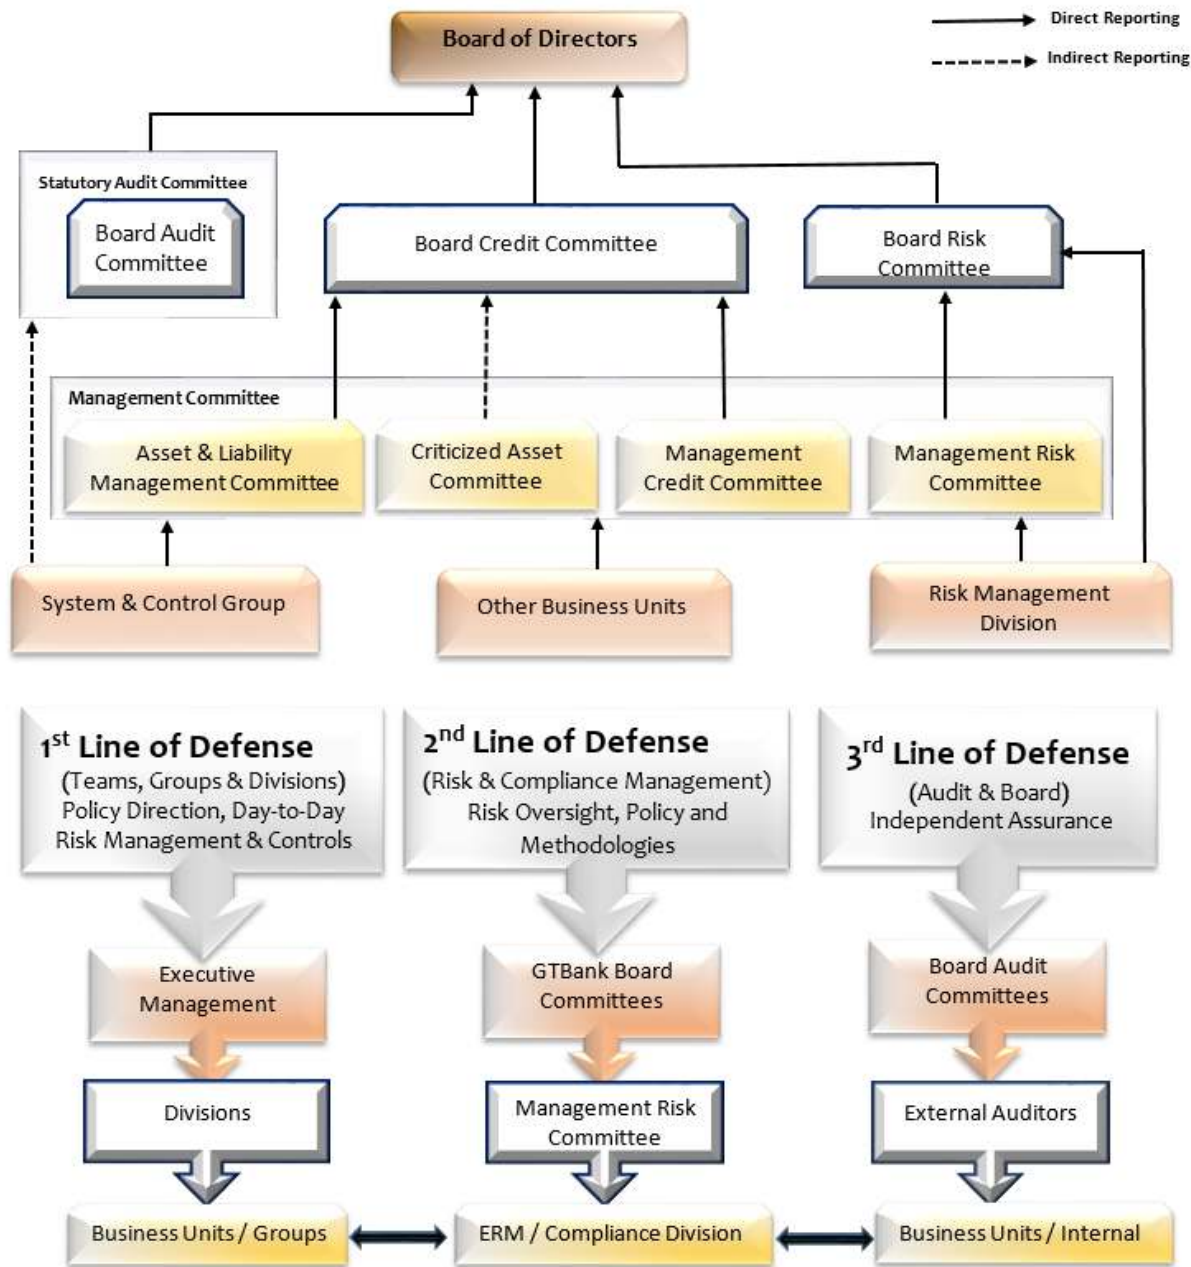 Board of Directors
Direct Reporting
Indirect Reporting
Statutory Audit Committee
Board Audit
Committee
Board Credit Committee
Board Risk
Committee
Management Committee
Asset & Liability
Management Committee
Criticized Asset
Committee
Management
Credit Committee
Management Risk
Committee
System & Control Group
Other Business Units
Risk Management
Division
1st Line of Defense
(Teams, Groups & Divisions)
Policy Direction, Day-to-Day
Risk Management & Controls
2nd Line of Defense
(Risk & Compliance Management)
Risk Oversight, Policy and
Methodologies
3rd Line of Defense
(Audit & Board)
Independent Assurance
Executive
Management
GTBank Board
Committees
Board Audit
Committees
Divisions
Management Risk
Committee
External Auditors
Business Units / Groups
ERM / Compliance Division
Business Units / Internal